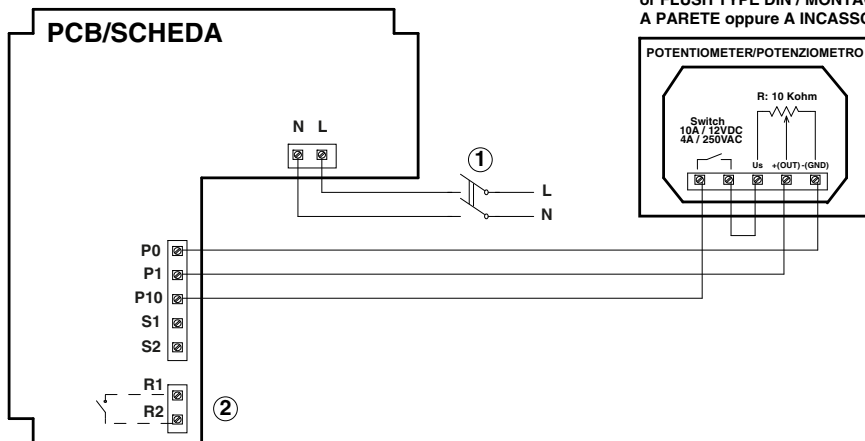 or FLUSH TYPE DIN / MONTAG
A PARETE oppure A INCASSO
PCB/SCHEDA
POTENTIOMETER/POTENZIOMETRO
R: 10 Kohm
Switch
10A / 12VDC
4A / 250VAC
Us +(OUT) -(GND)
N L
1
L
N
P0
P1
P10
S1
S2
R1
R2
2